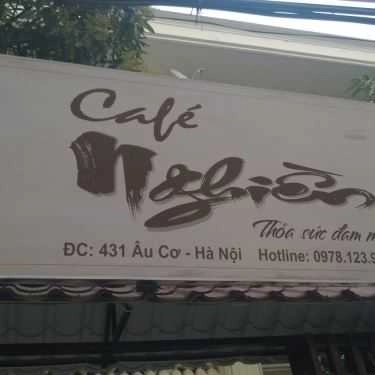 Café
Nghiền
Thỏa sức đam m
ĐC: 431 Âu Cơ - Hà Nội Hotline: 0978.123.9